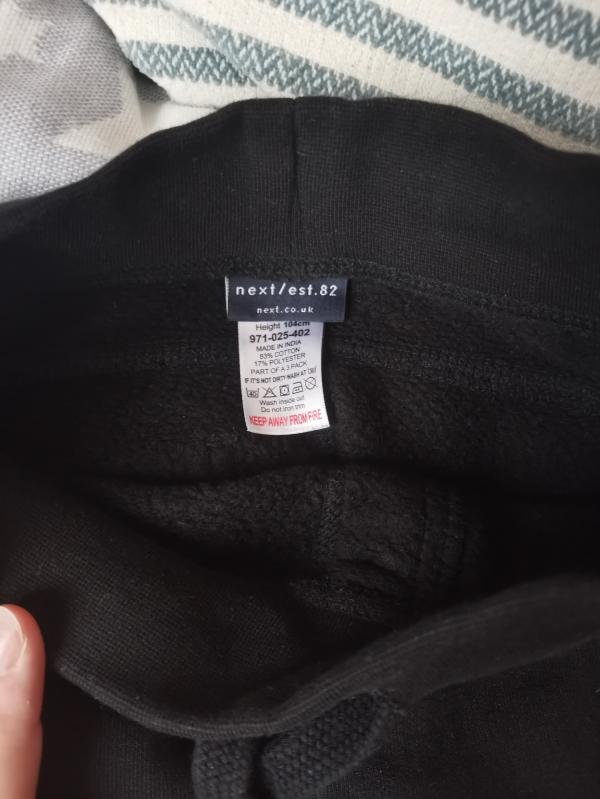 next/est.82
next.co.uk
Height 104cm
971-025-402
MADE IN INDIA
83% COTTON
17% POLYESTER
PART OF A 3 PACK
IF IT'S NOT DIRTY WASH AT
40
Wash inside out
Do not iron trim
KEEP AWAY FROM FIRE